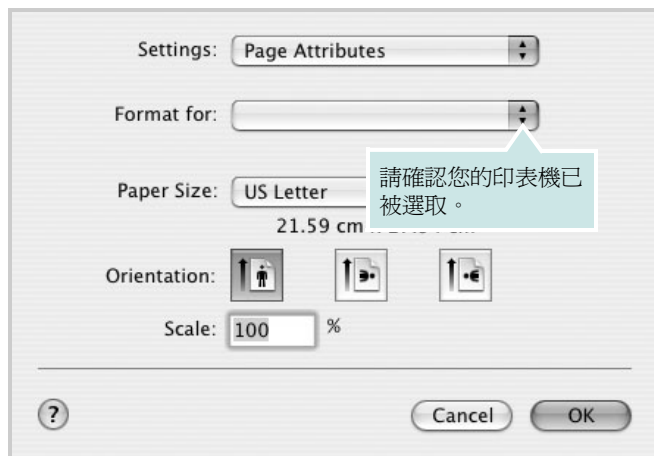 Settings: Page Attributes
Format for:
請確認您的印表機已
被選取。
Paper Size: US Letter
21.59 cm
Orientation:
Scale: 100 %
? Cancel OK